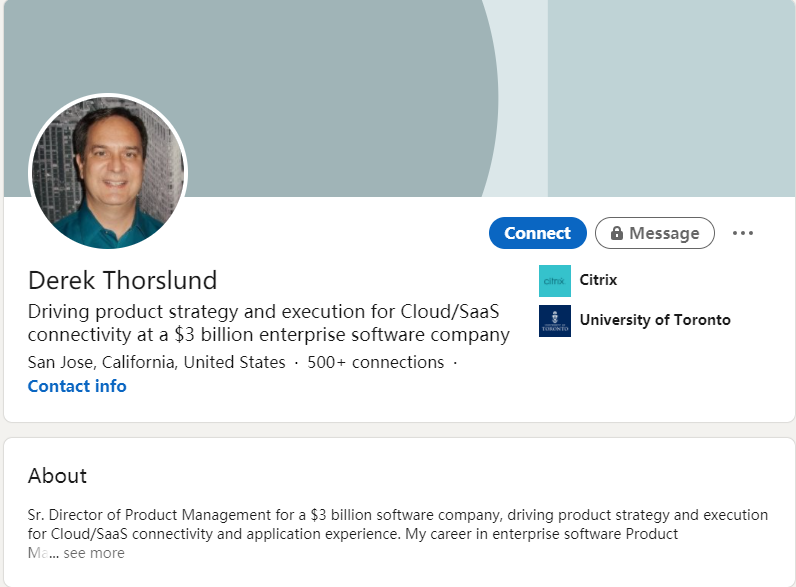 Connect
Message
Derek Thorslund
citrix
Citrix
Driving product strategy and execution for Cloud/SaaS
connectivity at a $3 billion enterprise software company
UNIVERSITY OF
TORONTO
University of Toronto
San Jose, California, United States · 500+ connections ·
Contact info
About
Sr. Director of Product Management for a $3 billion software company, driving product strategy and execution
for Cloud/SaaS connectivity and application experience. My career in enterprise software Product
Ma... see more